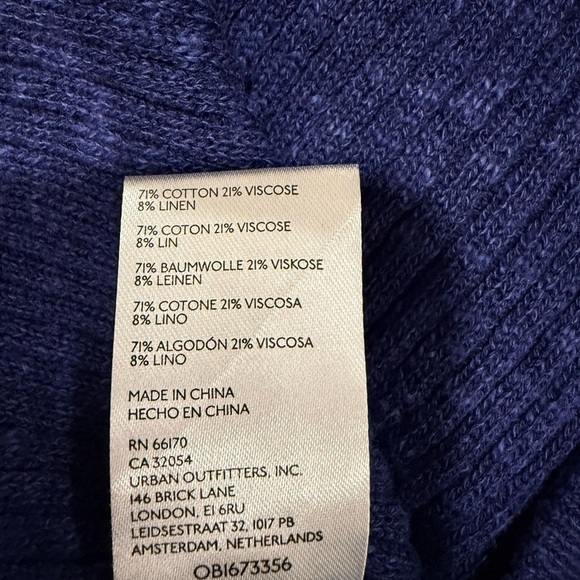 71% COTTON 21% VISCOSE
8% LINEN
71% COTON 21% VISCOSE
8% LIN
71% BAUMWOLLE 21% VISKOSE
8% LEINEN
71% COTONE 21% VISCOSA
8% LINO
71% ALGODÓN 21% VISCOSA
8% LINO
MADE IN CHINA
HECHO EN CHINA
RN 66170
CA 32054
URBAN OUTFITTERS, INC.
146 BRICK LANE
LONDON, E1 6RU
LEIDSESTRAAT 32, 1017 PB
AMSTERDAM, NETHERLANDS
OB1673356